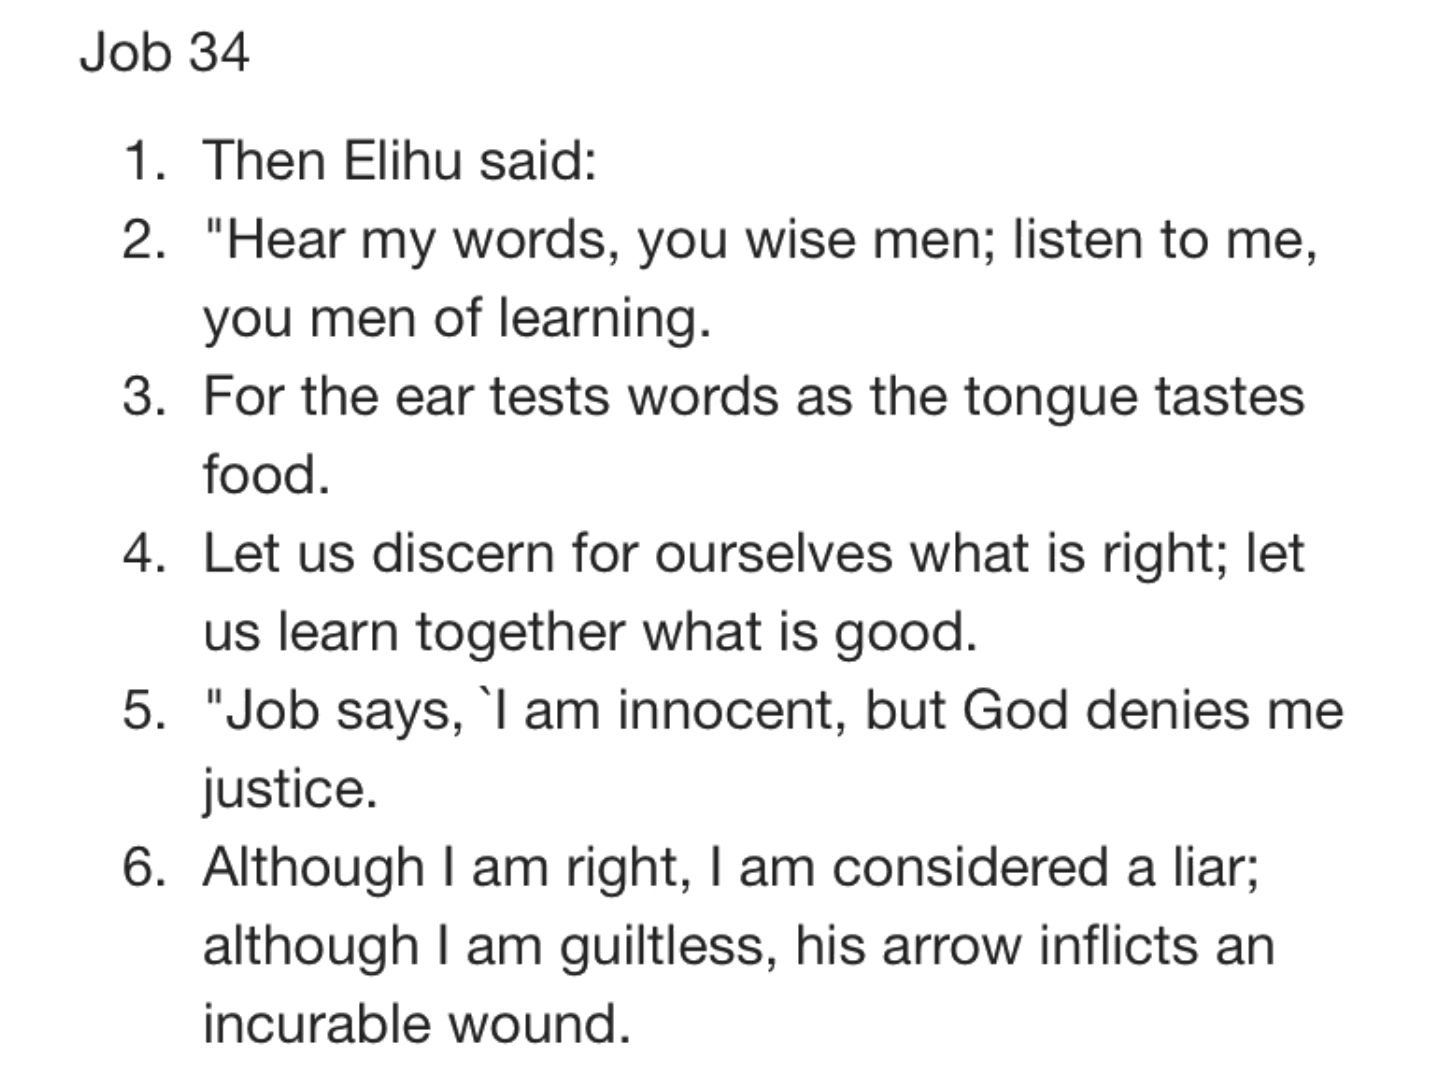 Job 34
1. Then Elihu said:
2. "Hear my words, you wise men; listen to me,
you men of learning.
3. For the ear tests words as the tongue tastes
food.
4. Let us discern for ourselves what is right; let
us learn together what is good.
5. "Job says, `I am innocent, but God denies me
justice.
6. Although I am right, I am considered a liar;
although I am guiltless, his arrow inflicts an
incurable wound.